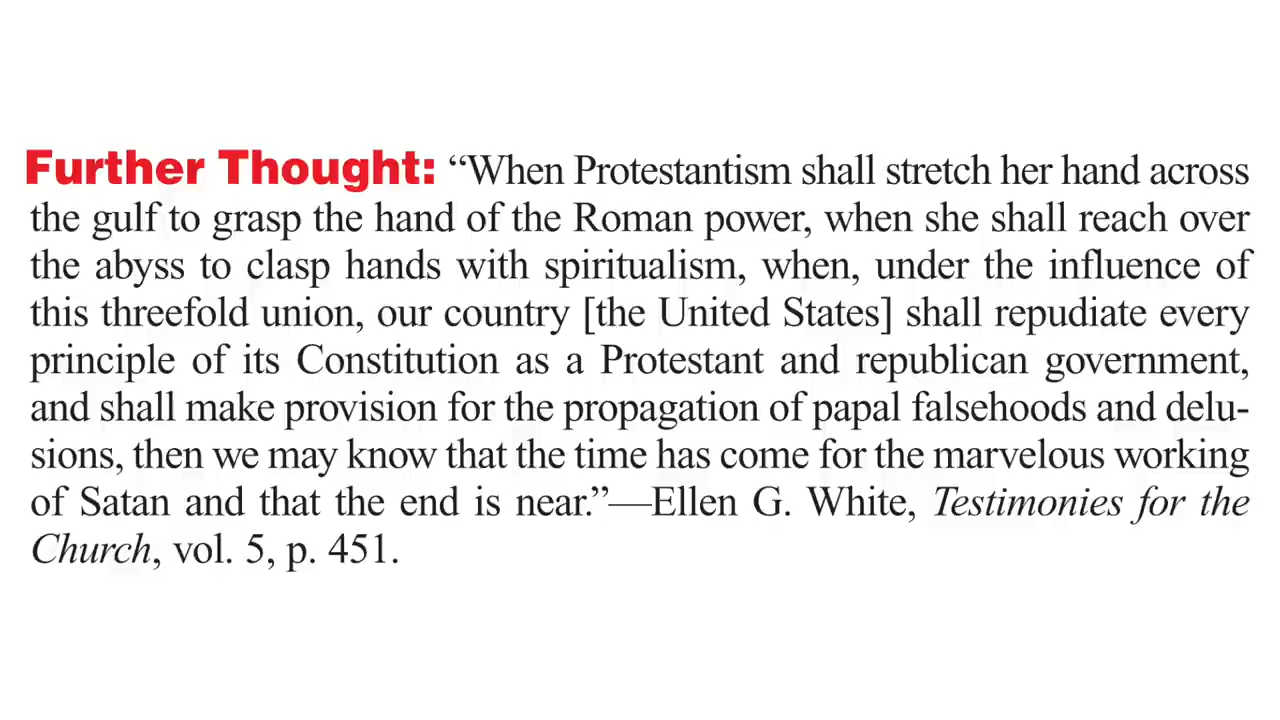 Further Thought: “When Protestantism shall stretch her hand across
the gulf to grasp the hand of the Roman power, when she shall reach over
the abyss to clasp hands with spiritualism, when, under the influence of
this threefold union, our country [the United States] shall repudiate every
principle of its Constitution as a Protestant and republican government,
and shall make provision for the propagation of papal falsehoods and delu-
sions, then we may know that the time has come for the marvelous working
of Satan and that the end is near.”—Ellen G. White, Testimonies for the
Church, vol. 5, p. 451.